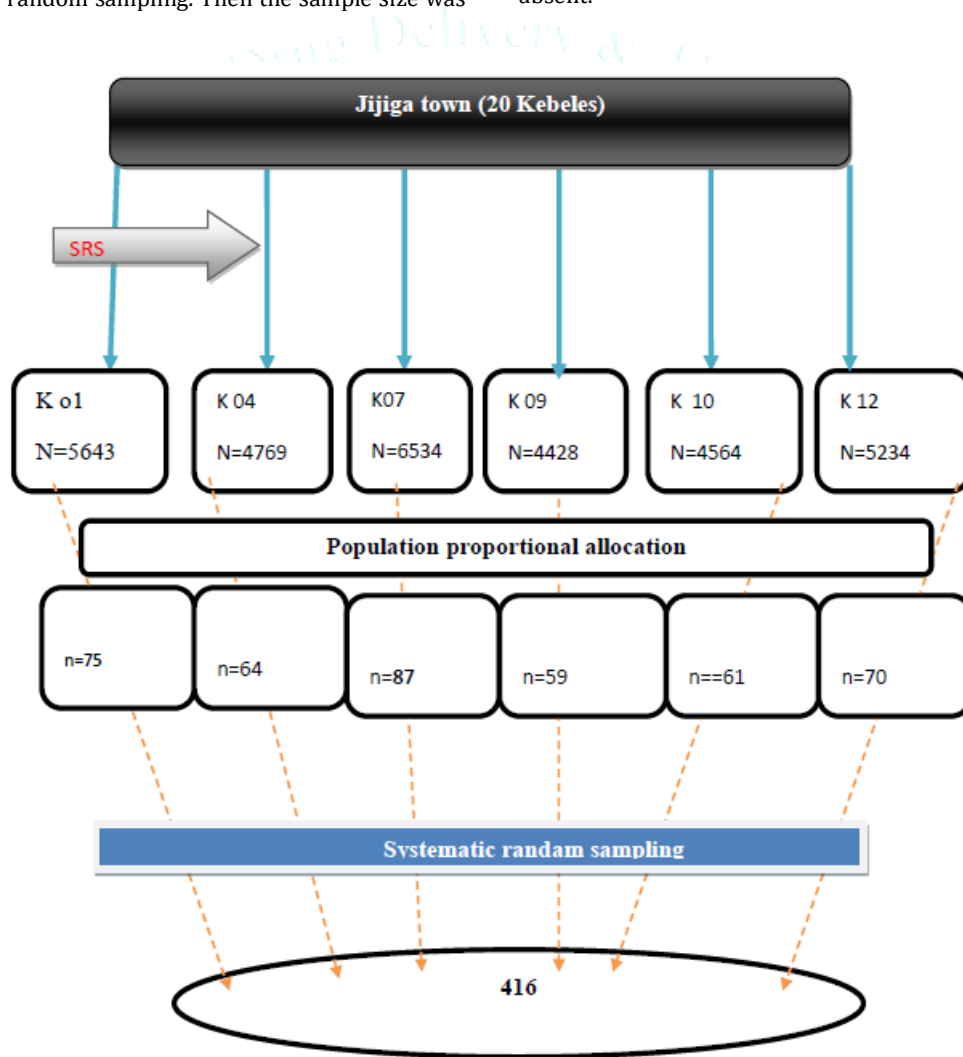 random sampling. Then the sample size was
absent.
Delivery &
Jijiga town (20 Kebeles)
SRS
K o1
N=5643
K 04
N=4769
K07
N=6534
K 09
N=4428
K 10
N=4564
K 12
N=5234
Population proportional allocation
n=75
n=64
n=87
n=59
n==61
n=70
Systematic randam sampling
416